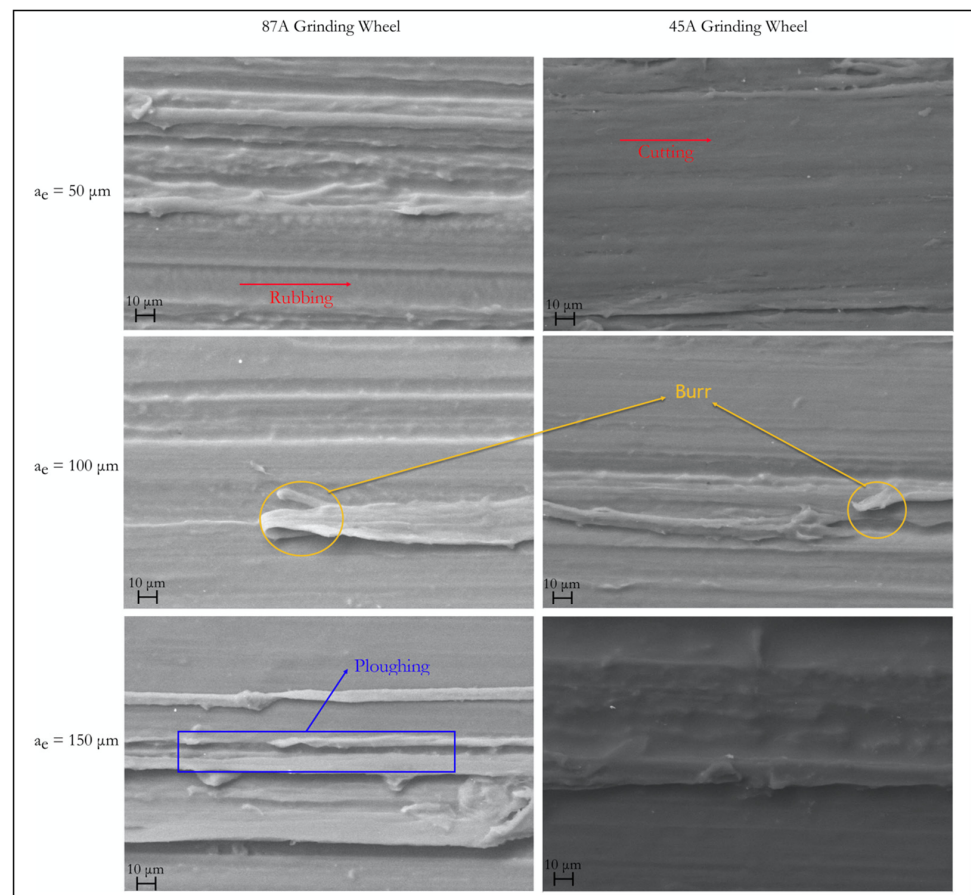 87A Grinding Wheel
45A Grinding Wheel
aₑ = 50 μm
Rubbing
10 μm
Cutting
10 μm
aₑ = 100 μm
Burr
10 μm
10 μm
aₑ = 150 μm
Ploughing
10 μm
10 μm